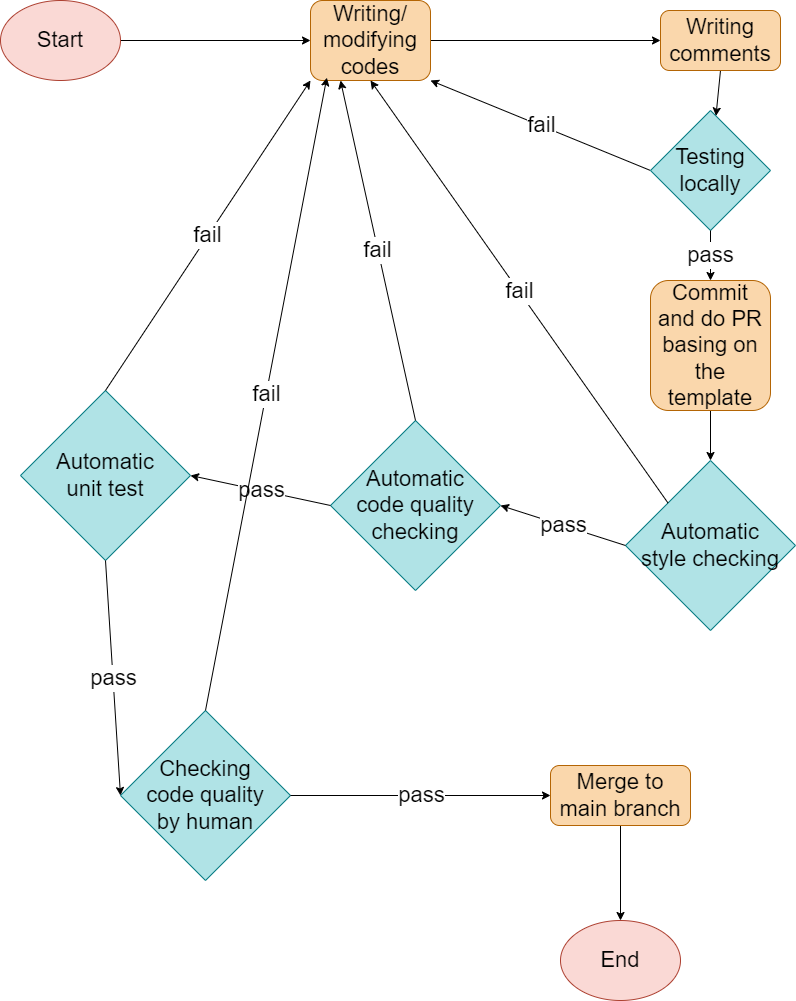 Start
Writing/
modifying
codes
Writing
comments
fail
Testing
locally
pass
Commit
and do PR
basing on
the
template
fail
fail
fail
fail
Automatic
unit test
pass
Automatic
code quality
checking
pass
Automatic
style checking
pass
Checking
code quality
by human
pass
Merge to
main branch
End